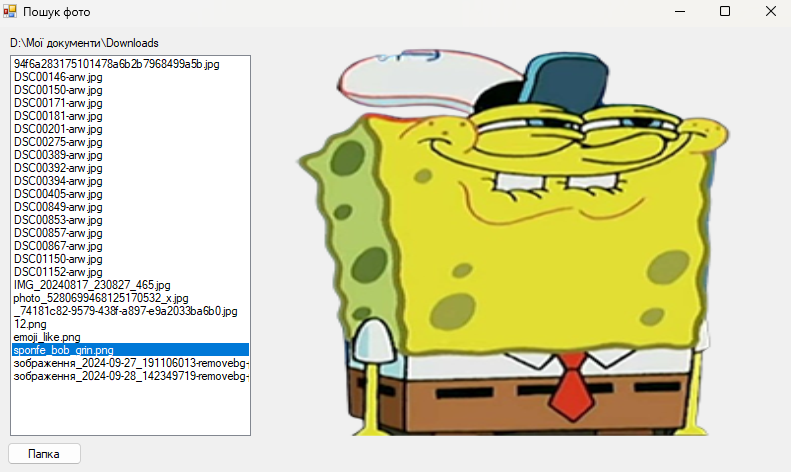 Пошук фото
D:\Мої документи\Downloads
94f6a283175101478a6b2b7968499a5b.jpg
DSC00146-arw.jpg
DSC00150-arw.jpg
DSC00171-arw.jpg
DSC00181-arw.jpg
DSC00201-arw.jpg
DSC00275-arw.jpg
DSC00389-arw.jpg
DSC00392-arw.jpg
DSC00394-arw.jpg
DSC00405-arw.jpg
DSC00849-arw.jpg
DSC00853-arw.jpg
DSC00857-arw.jpg
DSC00867-arw.jpg
DSC01150-arw.jpg
DSC01152-arw.jpg
IMG_20240817_230827_465.jpg
photo_5280699468125170532_x.jpg
_74181c82-9579-438f-a897-e9a2033ba6b0.jpg
12.png
emoji_like.png
sponfe_bob_grin.png
зображення_2024-09-27_191106013-removebg-
зображення_2024-09-28_142349719-removebg-
Папка